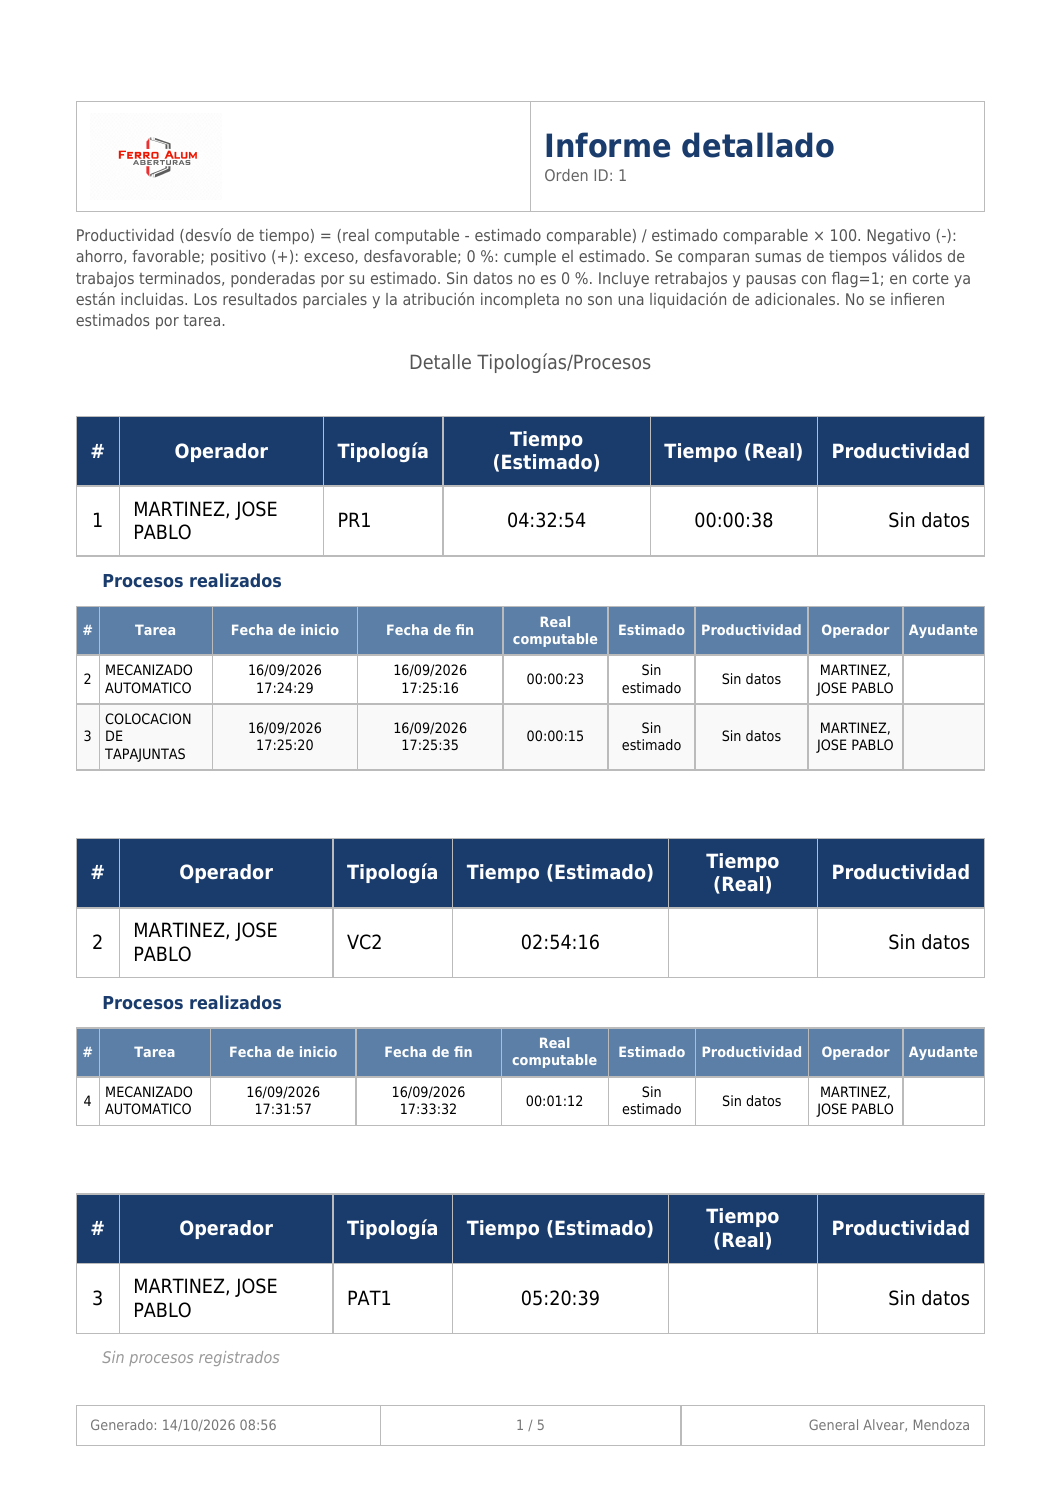 FERRO ALUM
ABERTURAS
Informe detallado
Orden ID: 1
Productividad (desvío de tiempo) = (real computable - estimado comparable) / estimado comparable × 100. Negativo (-):
ahorro, favorable; positivo (+): exceso, desfavorable; 0 %: cumple el estimado. Se comparan sumas de tiempos válidos de
trabajos terminados, ponderadas por su estimado. Sin datos no es 0 %. Incluye retrabajos y pausas con flag=1; en corte ya
están incluidas. Los resultados parciales y la atribución incompleta no son una liquidación de adicionales. No se infieren
estimados por tarea.
Detalle Tipologías/Procesos
# Operador Tipología Tiempo (Estimado) Tiempo (Real) Productividad
1 MARTINEZ, JOSE PABLO PR1 04:32:54 00:00:38 Sin datos
Procesos realizados
# Tarea Fecha de inicio Fecha de fin Real computable Estimado Productividad Operador Ayudante
2 MECANIZADO AUTOMATICO 16/09/2026 17:24:29 16/09/2026 17:25:16 00:00:23 Sin estimado Sin datos MARTINEZ, JOSE PABLO
3 COLOCACION DE TAPAJUNTAS 16/09/2026 17:25:20 16/09/2026 17:25:35 00:00:15 Sin estimado Sin datos MARTINEZ, JOSE PABLO
# Operador Tipología Tiempo (Estimado) Tiempo (Real) Productividad
2 MARTINEZ, JOSE PABLO VC2 02:54:16 Sin datos
Procesos realizados
# Tarea Fecha de inicio Fecha de fin Real computable Estimado Productividad Operador Ayudante
4 MECANIZADO AUTOMATICO 16/09/2026 17:31:57 16/09/2026 17:33:32 00:01:12 Sin estimado Sin datos MARTINEZ, JOSE PABLO
# Operador Tipología Tiempo (Estimado) Tiempo (Real) Productividad
3 MARTINEZ, JOSE PABLO PAT1 05:20:39 Sin datos
Sin procesos registrados
Generado: 14/10/2026 08:56 1 / 5 General Alvear, Mendoza